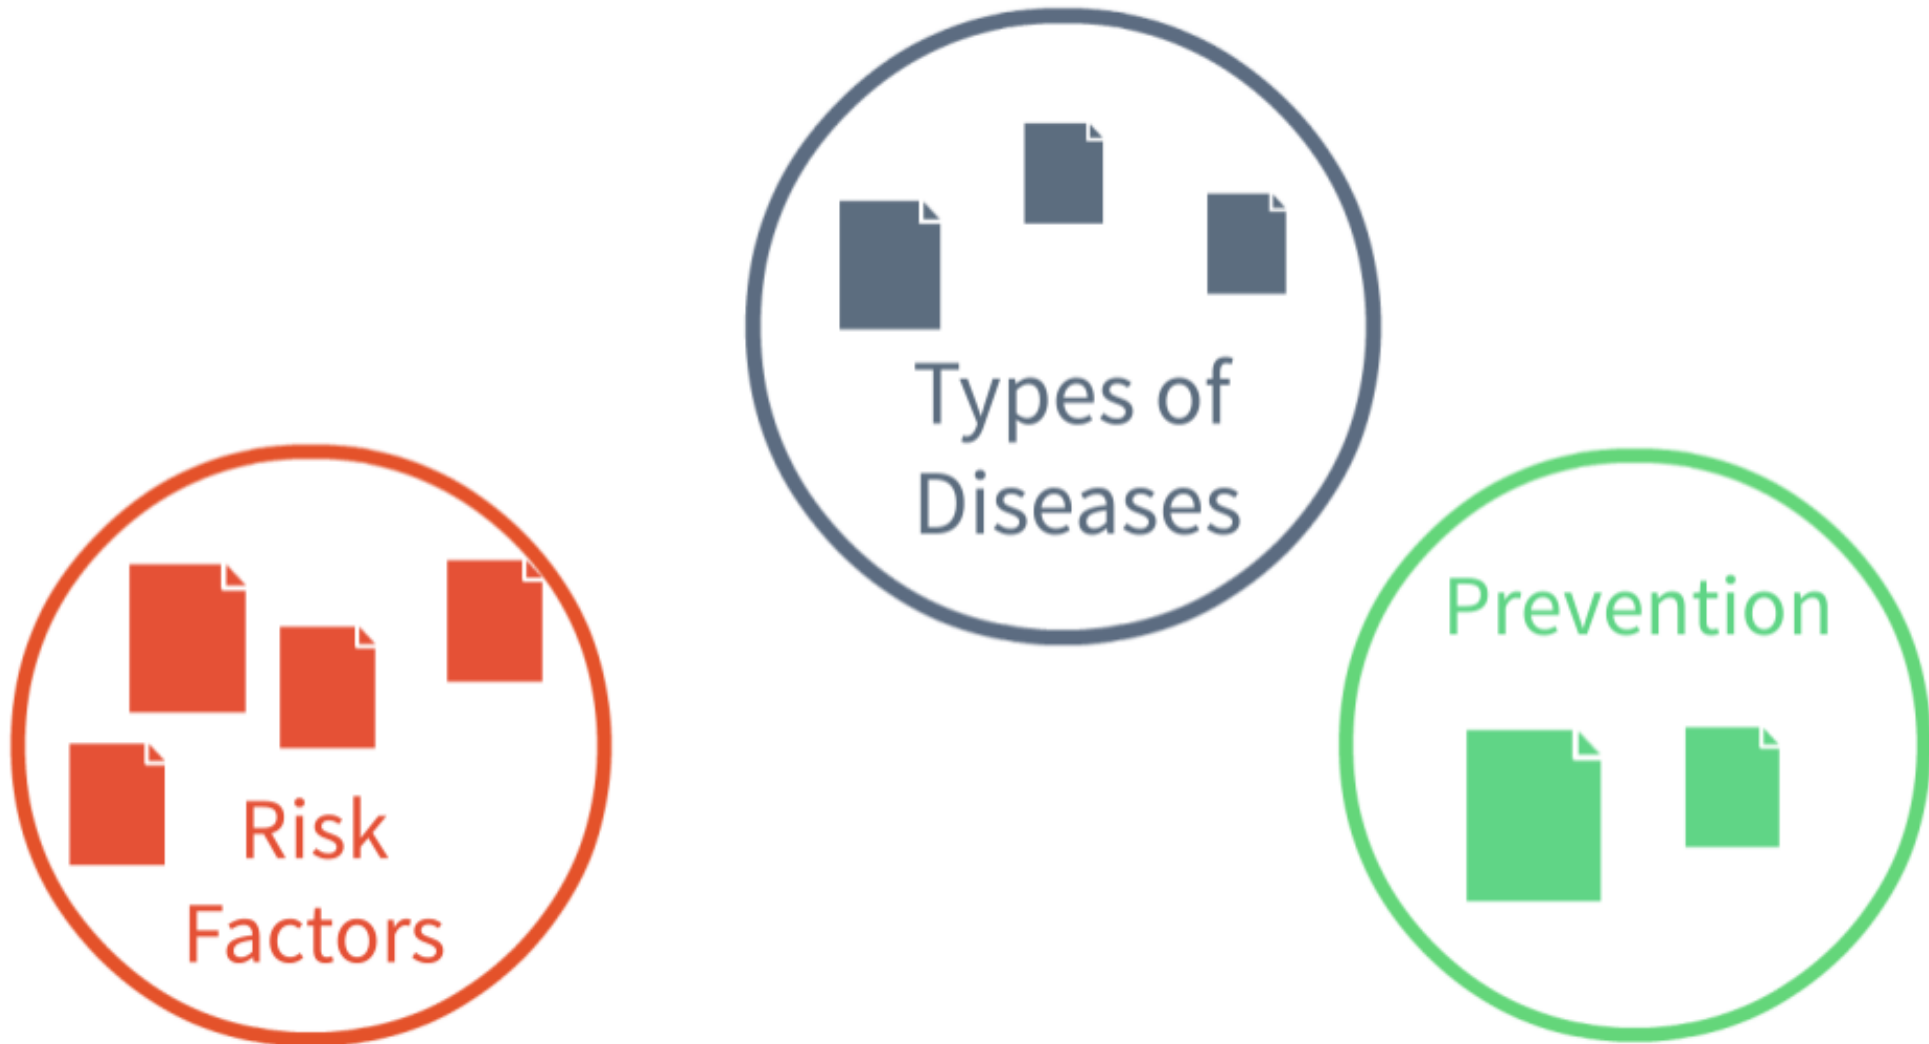 Types of
Diseases
Prevention
Risk
Factors